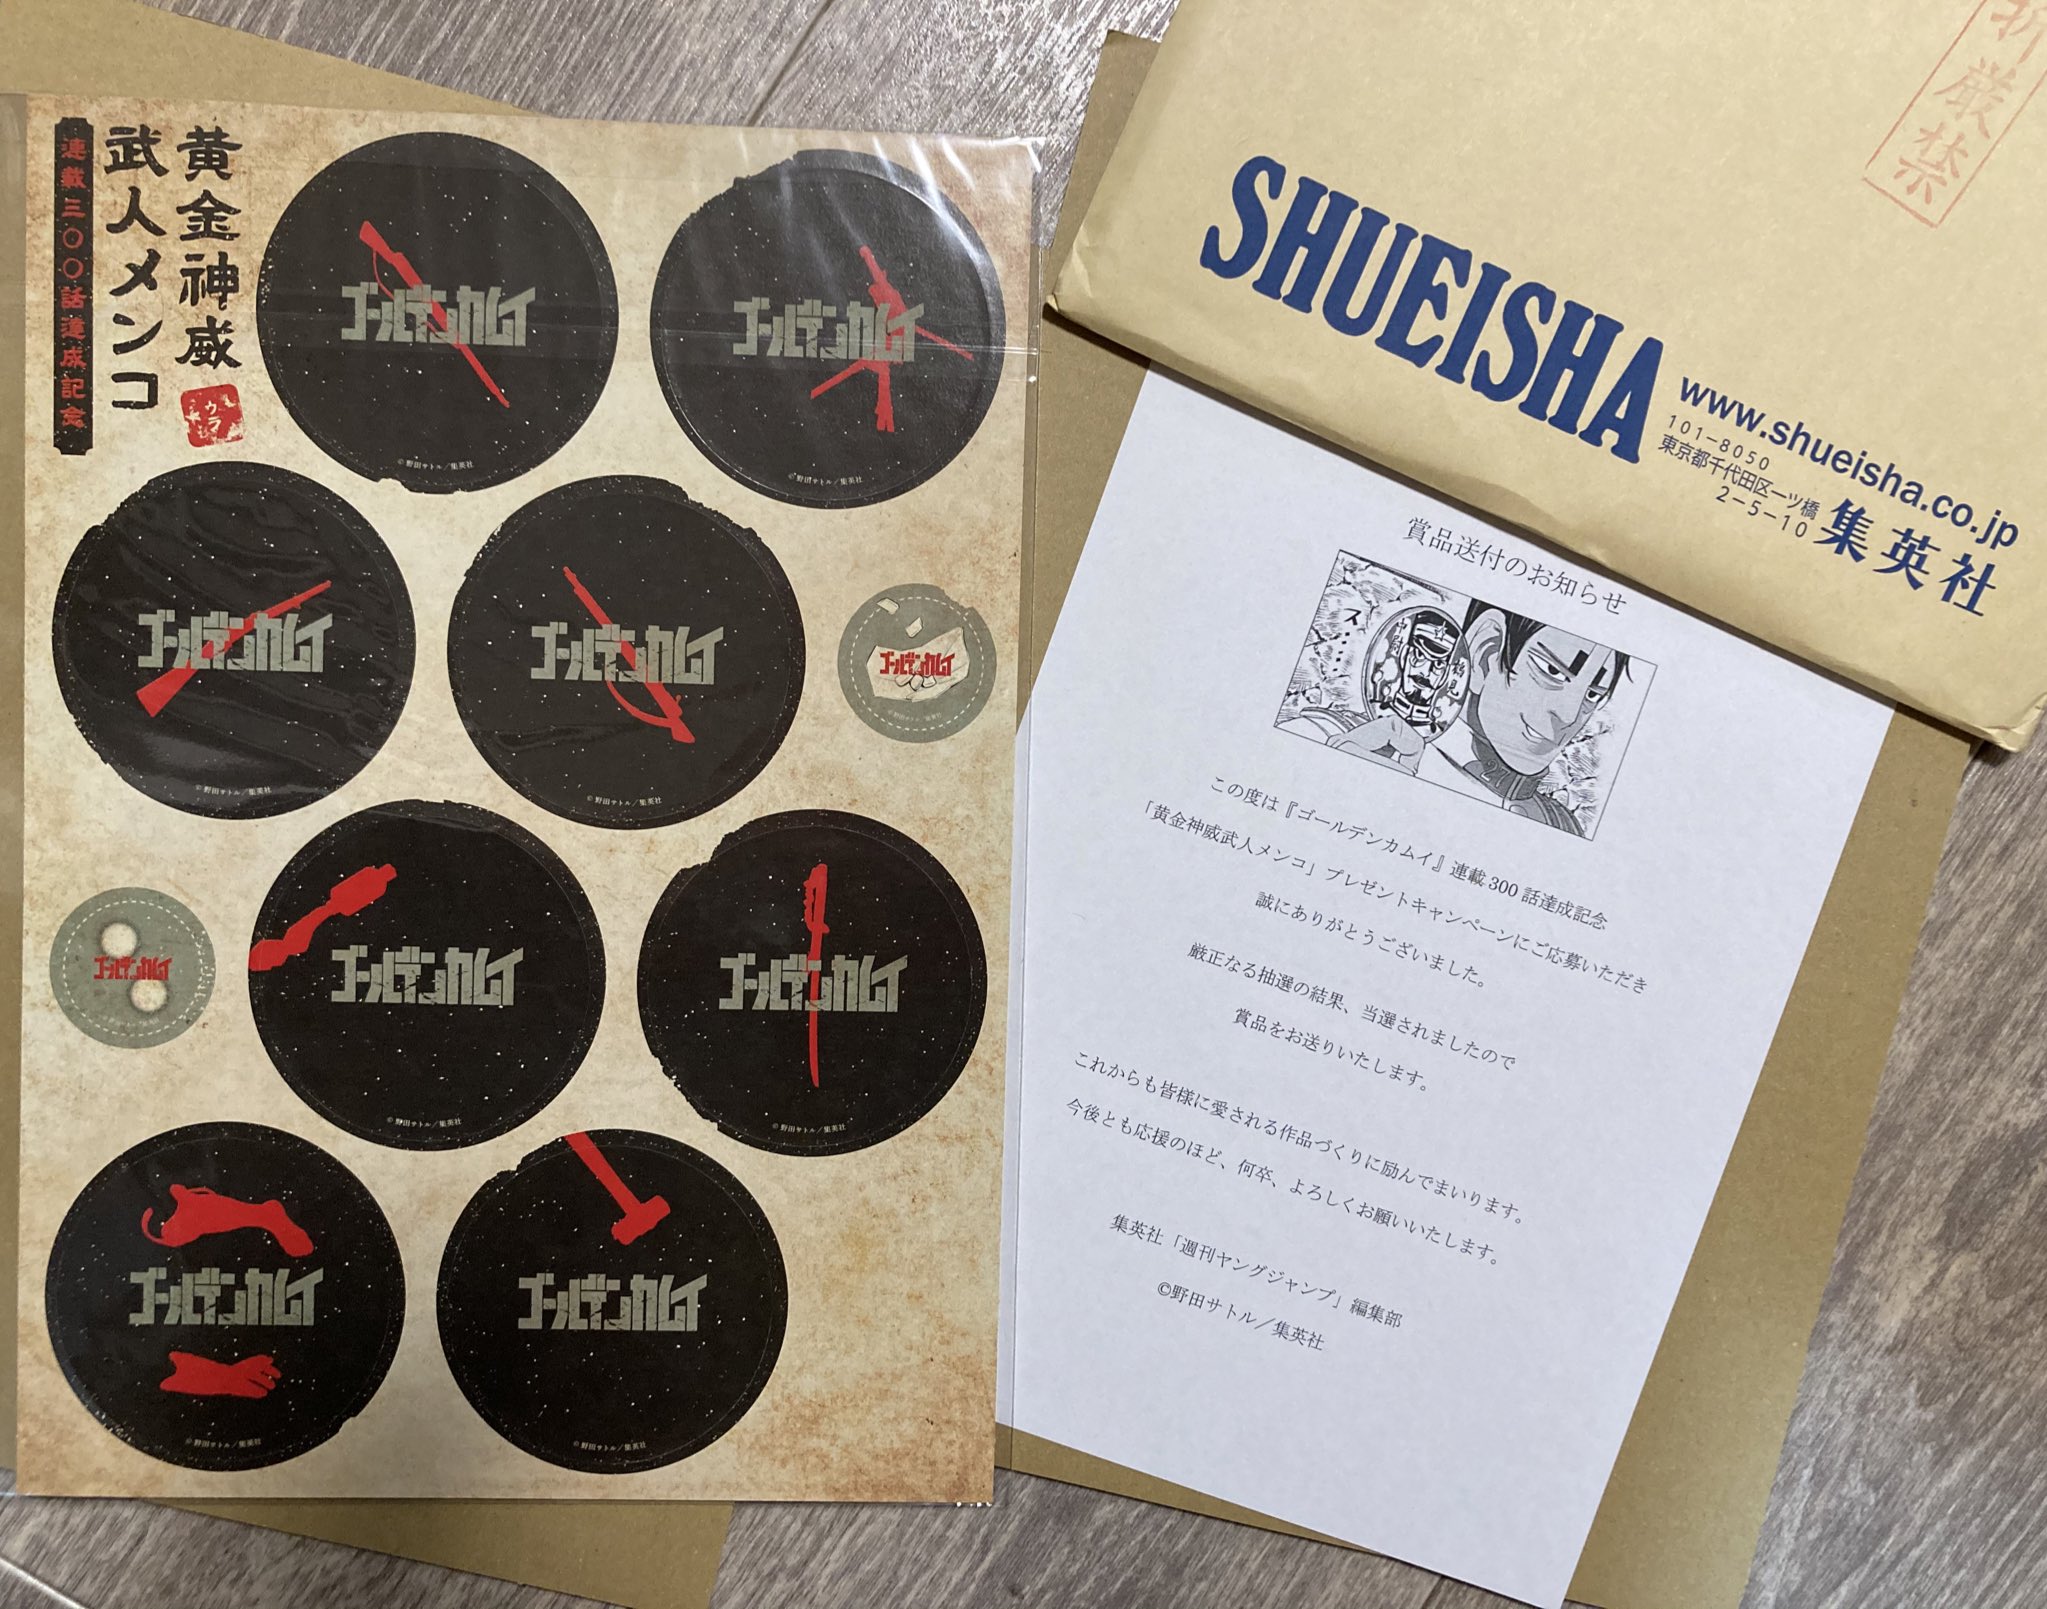 黄金神威
武人メンコ
連載三〇〇話達成記念
ウラ
ゴールデンカムイ
©野田サトル／集英社
ゴールデンカムイ
©野田サトル／集英社
ゴールデンカムイ
©野田サトル／集英社
ゴールデンカムイ
©野田サトル／集英社
ゴールデンカムイ
©野田サトル／集英社
ゴールデンカムイ
ゴールデンカムイ
©野田サトル／集英社
ゴールデンカムイ
©野田サトル／集英社
ゴールデンカムイ
©野田サトル／集英社
ゴールデンカムイ
©野田サトル／集英社
折厳禁
SHUEISHA
www.shueisha.co.jp
101-8050
東京都千代田区一ツ橋
2-5-10
集英社
賞品送付のお知らせ
ス…
鶴見
中尉
27
この度は『ゴールデンカムイ』連載300話達成記念
「黄金神威武人メンコ」プレゼントキャンペーンにご応募いただき
誠にありがとうございました。
厳正なる抽選の結果、当選されましたので
賞品をお送りいたします。
これからも皆様に愛される作品づくりに励んでまいります。
今後とも応援のほど、何卒、よろしくお願いいたします。
集英社「週刊ヤングジャンプ」編集部
©野田サトル／集英社